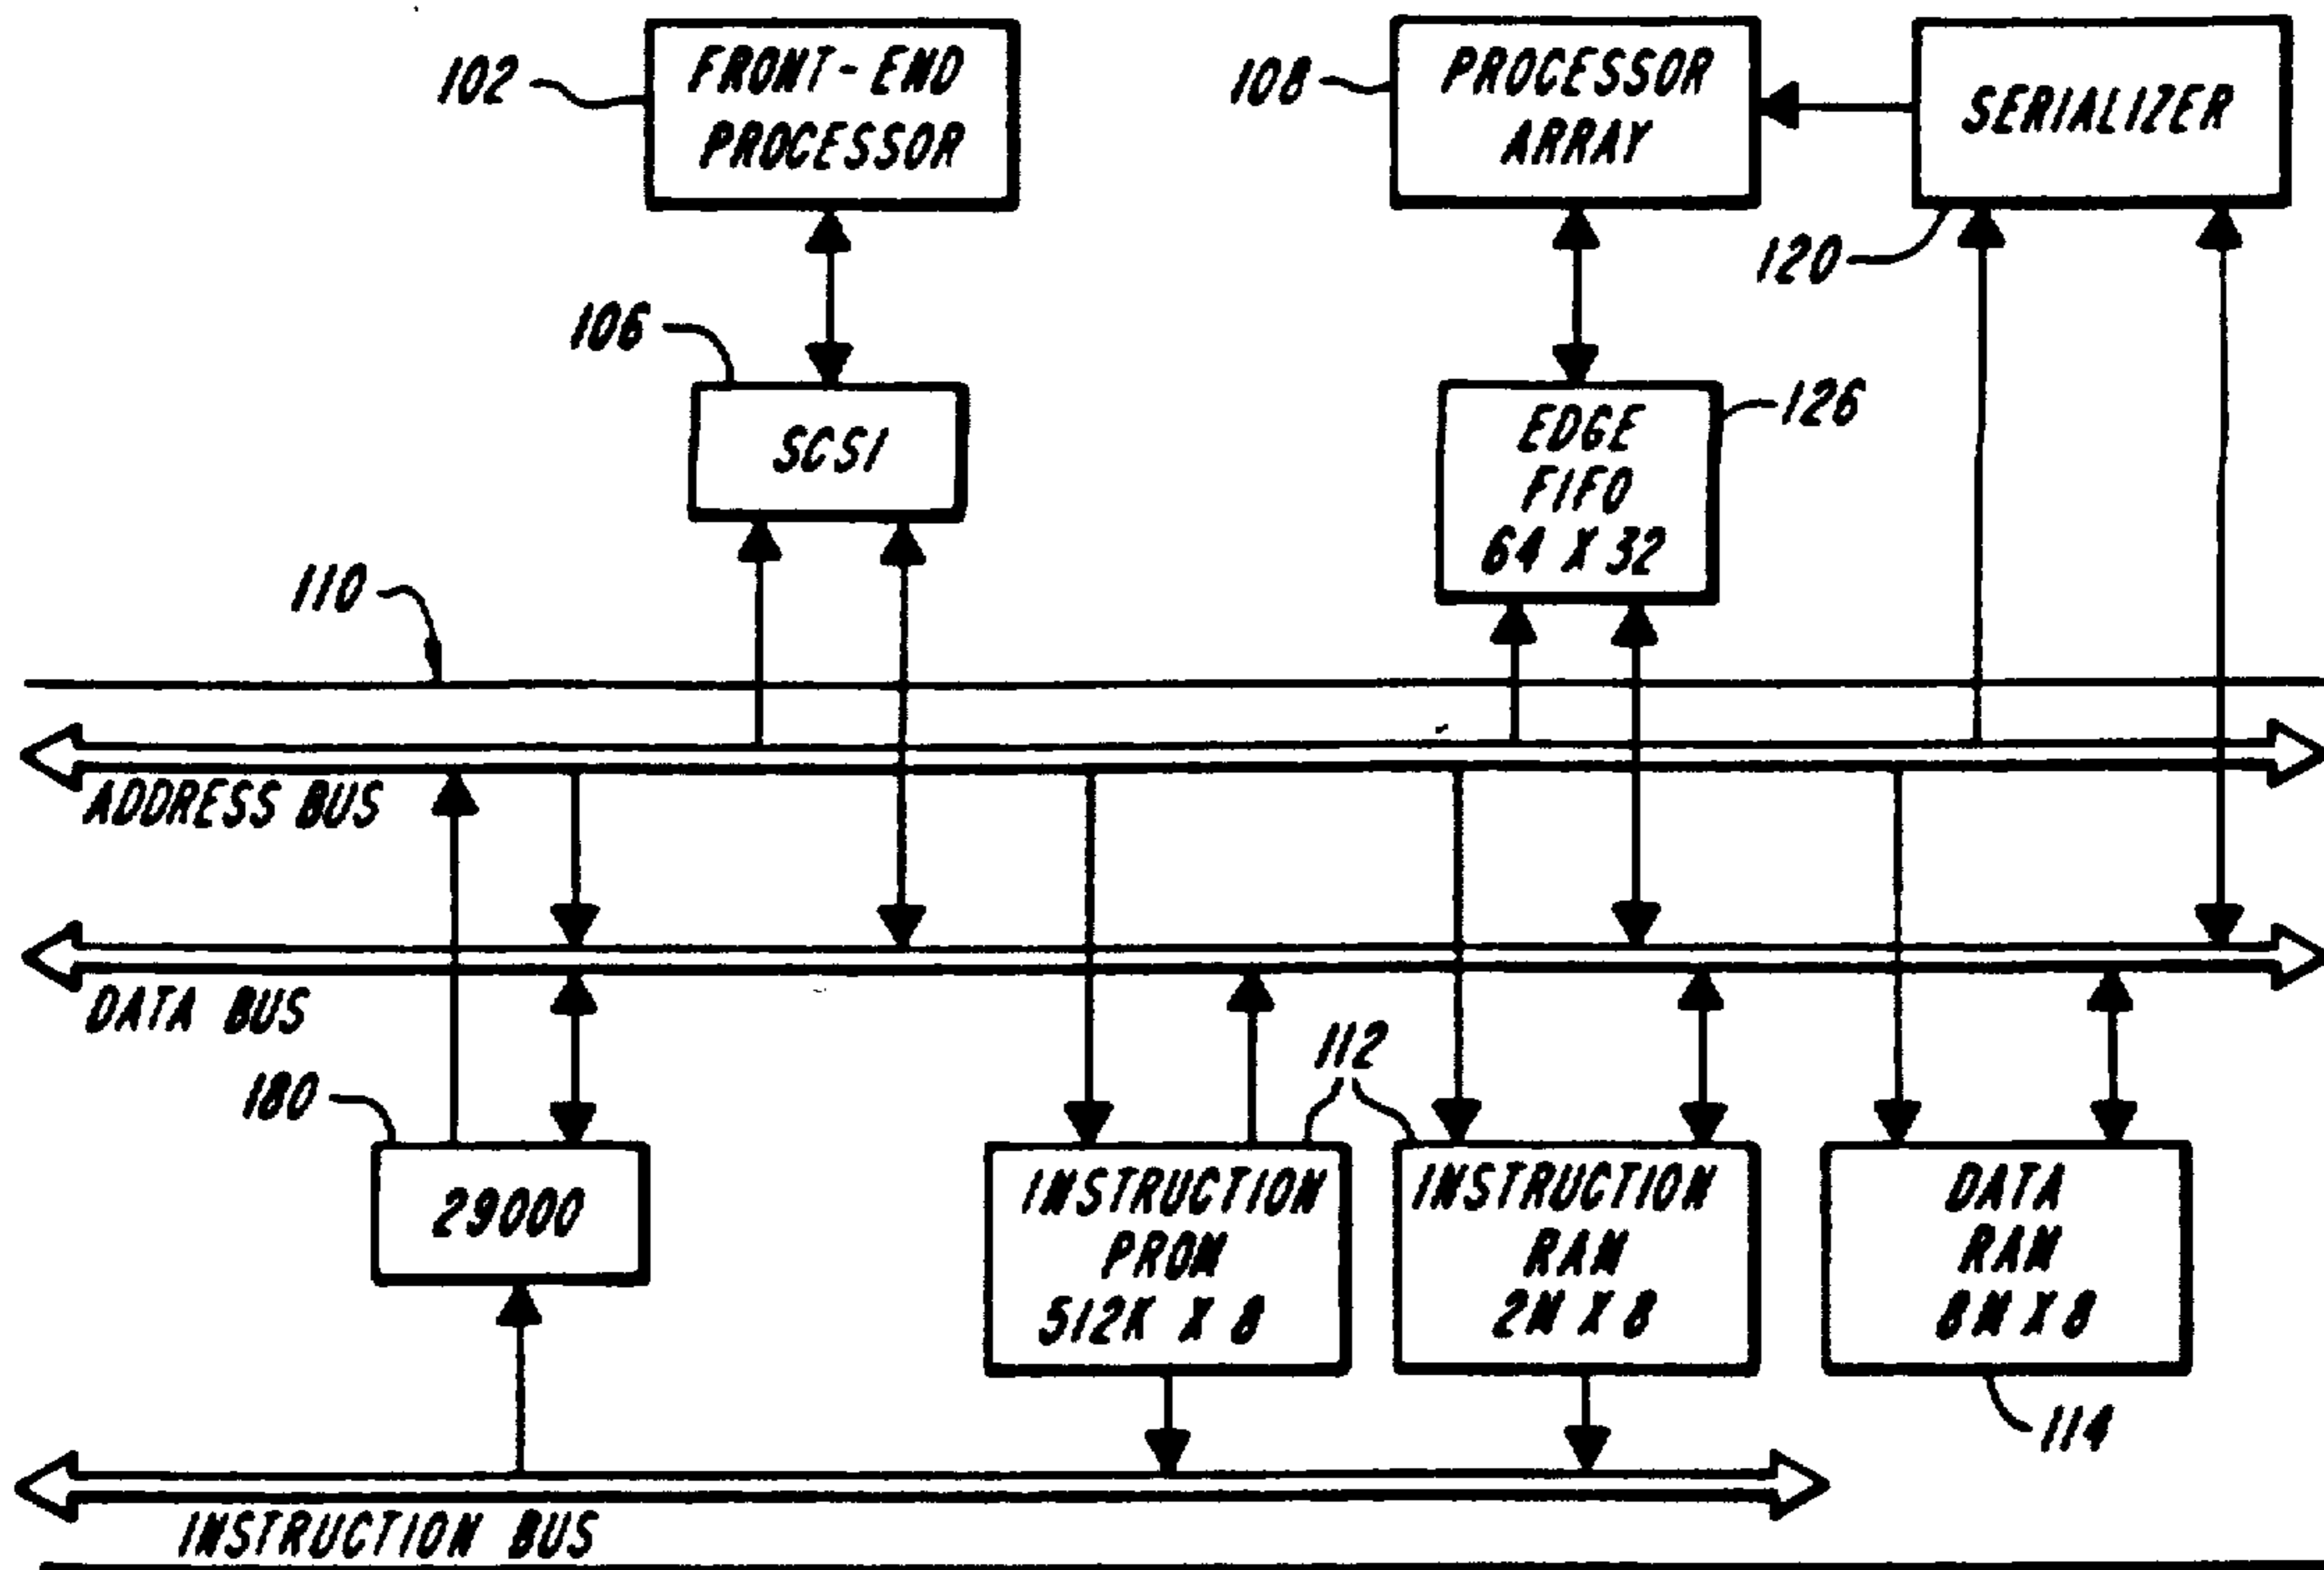 102
FRONT-END
PROCESSOR
108
PROCESSOR
ARRAY
SERIALIZER
120
106
SCSI
126
EDGE
FIFO
64 X 32
110
ADDRESS BUS
DATA BUS
112
180
29000
INSTRUCTION
PROM
512K X 8
INSTRUCTION
RAM
2M X 8
DATA
RAM
8M X 8
114
INSTRUCTION BUS